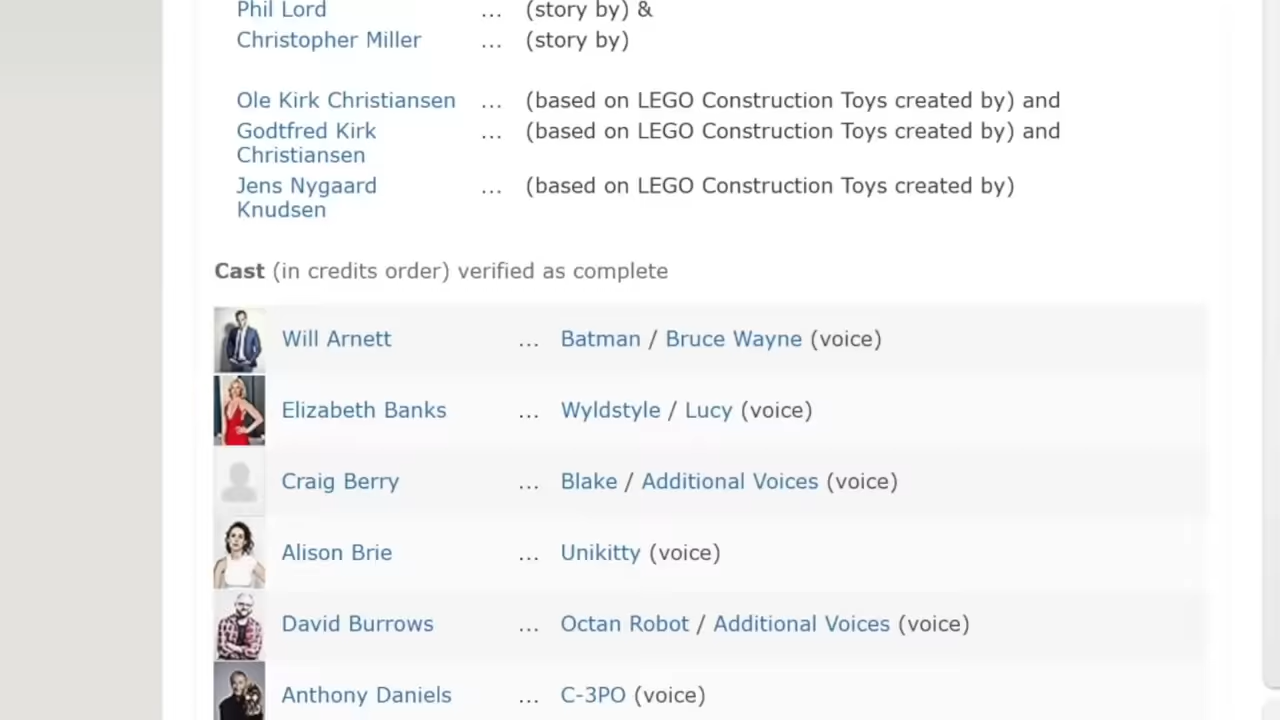 Phil Lord ... (story by) &
Christopher Miller ... (story by)
Ole Kirk Christiansen ... (based on LEGO Construction Toys created by) and
Godtfred Kirk ... (based on LEGO Construction Toys created by) and
Christiansen
Jens Nygaard ... (based on LEGO Construction Toys created by)
Knudsen
Cast (in credits order) verified as complete
Will Arnett ... Batman / Bruce Wayne (voice)
Elizabeth Banks ... Wyldstyle / Lucy (voice)
Craig Berry ... Blake / Additional Voices (voice)
Alison Brie ... Unikitty (voice)
David Burrows ... Octan Robot / Additional Voices (voice)
Anthony Daniels ... C-3PO (voice)